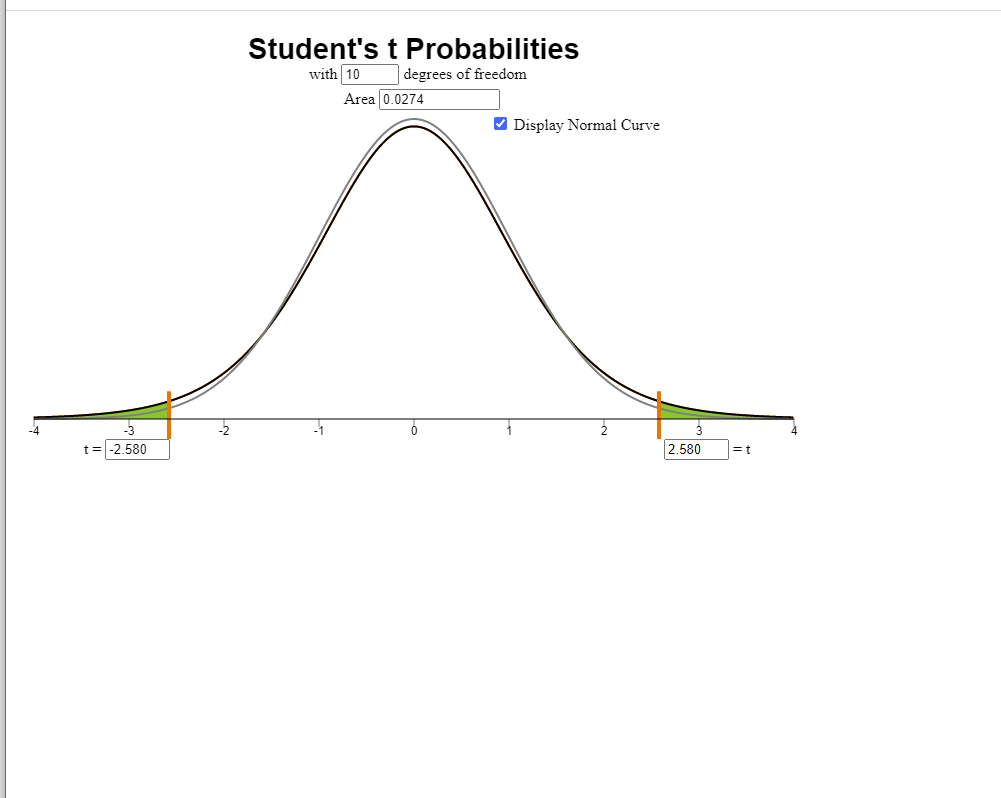 Student's t Probabilities
with 10 degrees of freedom
Area 0.0274
Display Normal Curve
-4 -3 -2 -1 0 1 2 3 4
t = -2.580 2.580 = t